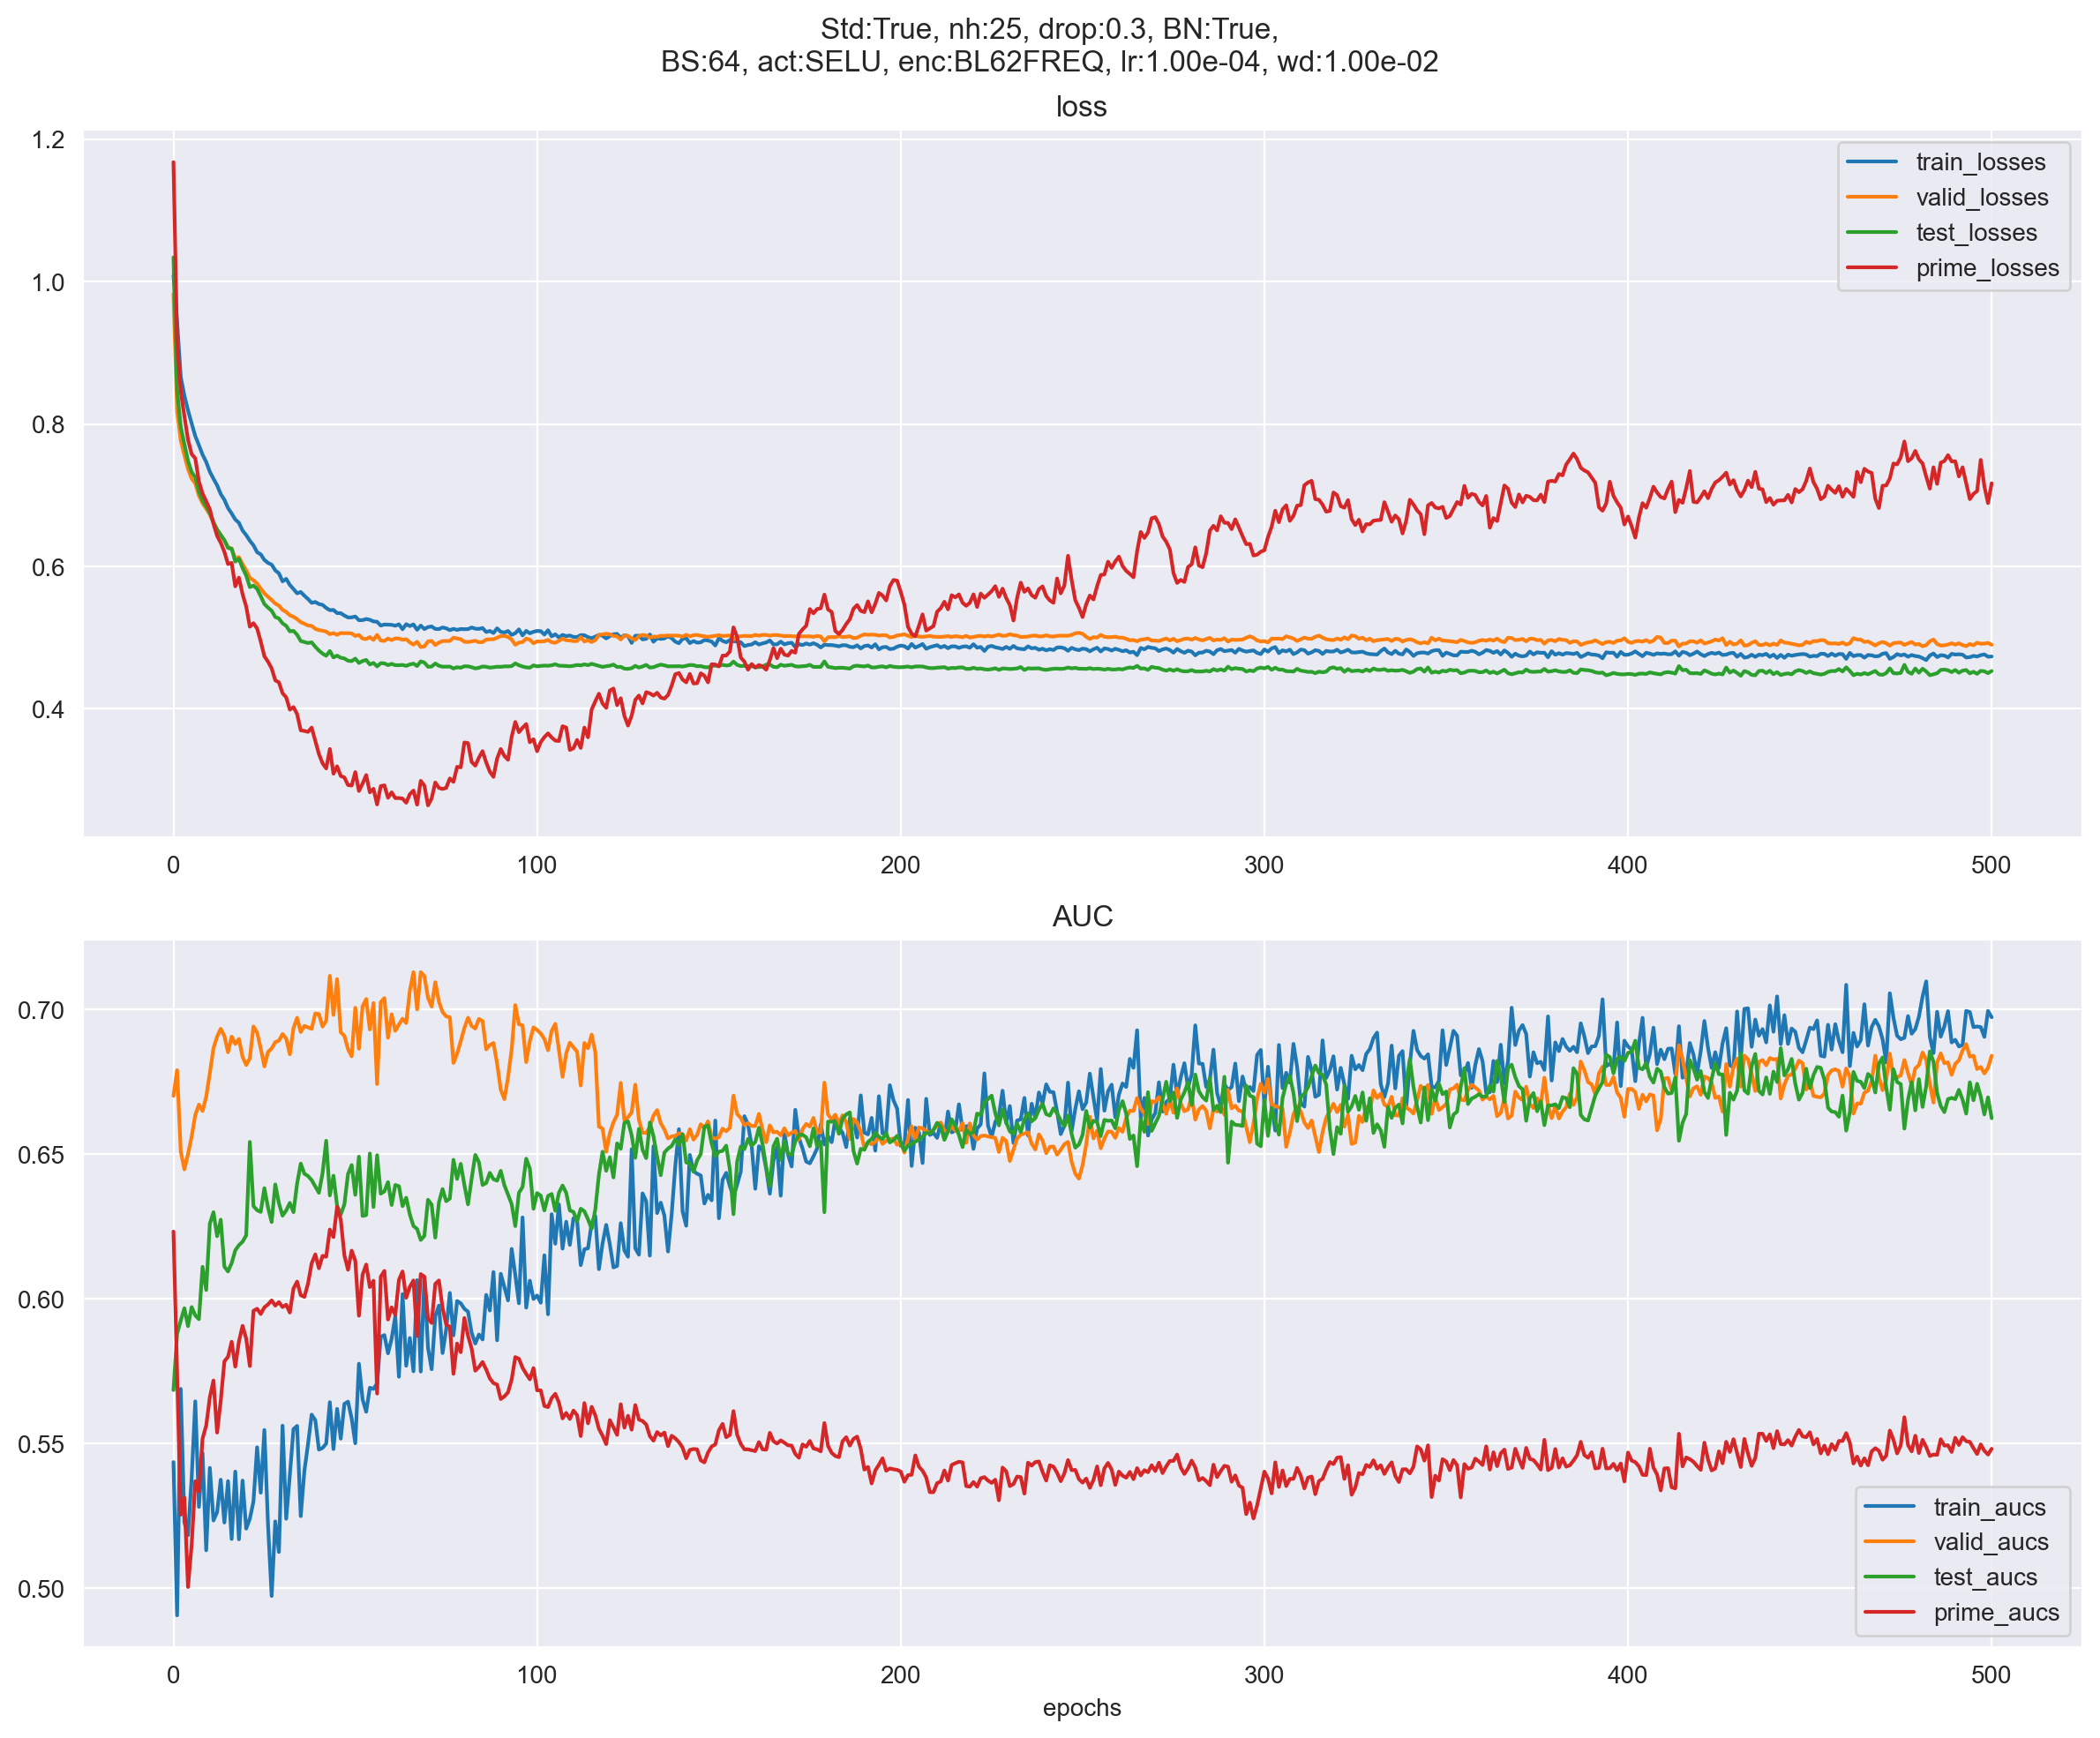 Std:True, nh:25, drop:0.3, BN:True,
BS:64, act:SELU, enc:BL62FREQ, lr:1.00e-04, wd:1.00e-02
loss
1.2
1.0
0.8
0.6
0.4
train_losses
valid_losses
test_losses
prime_losses
0 100 200 300 400 500
AUC
0.70
0.65
0.60
0.55
0.50
train_aucs
valid_aucs
test_aucs
prime_aucs
0 100 200 300 400 500
epochs